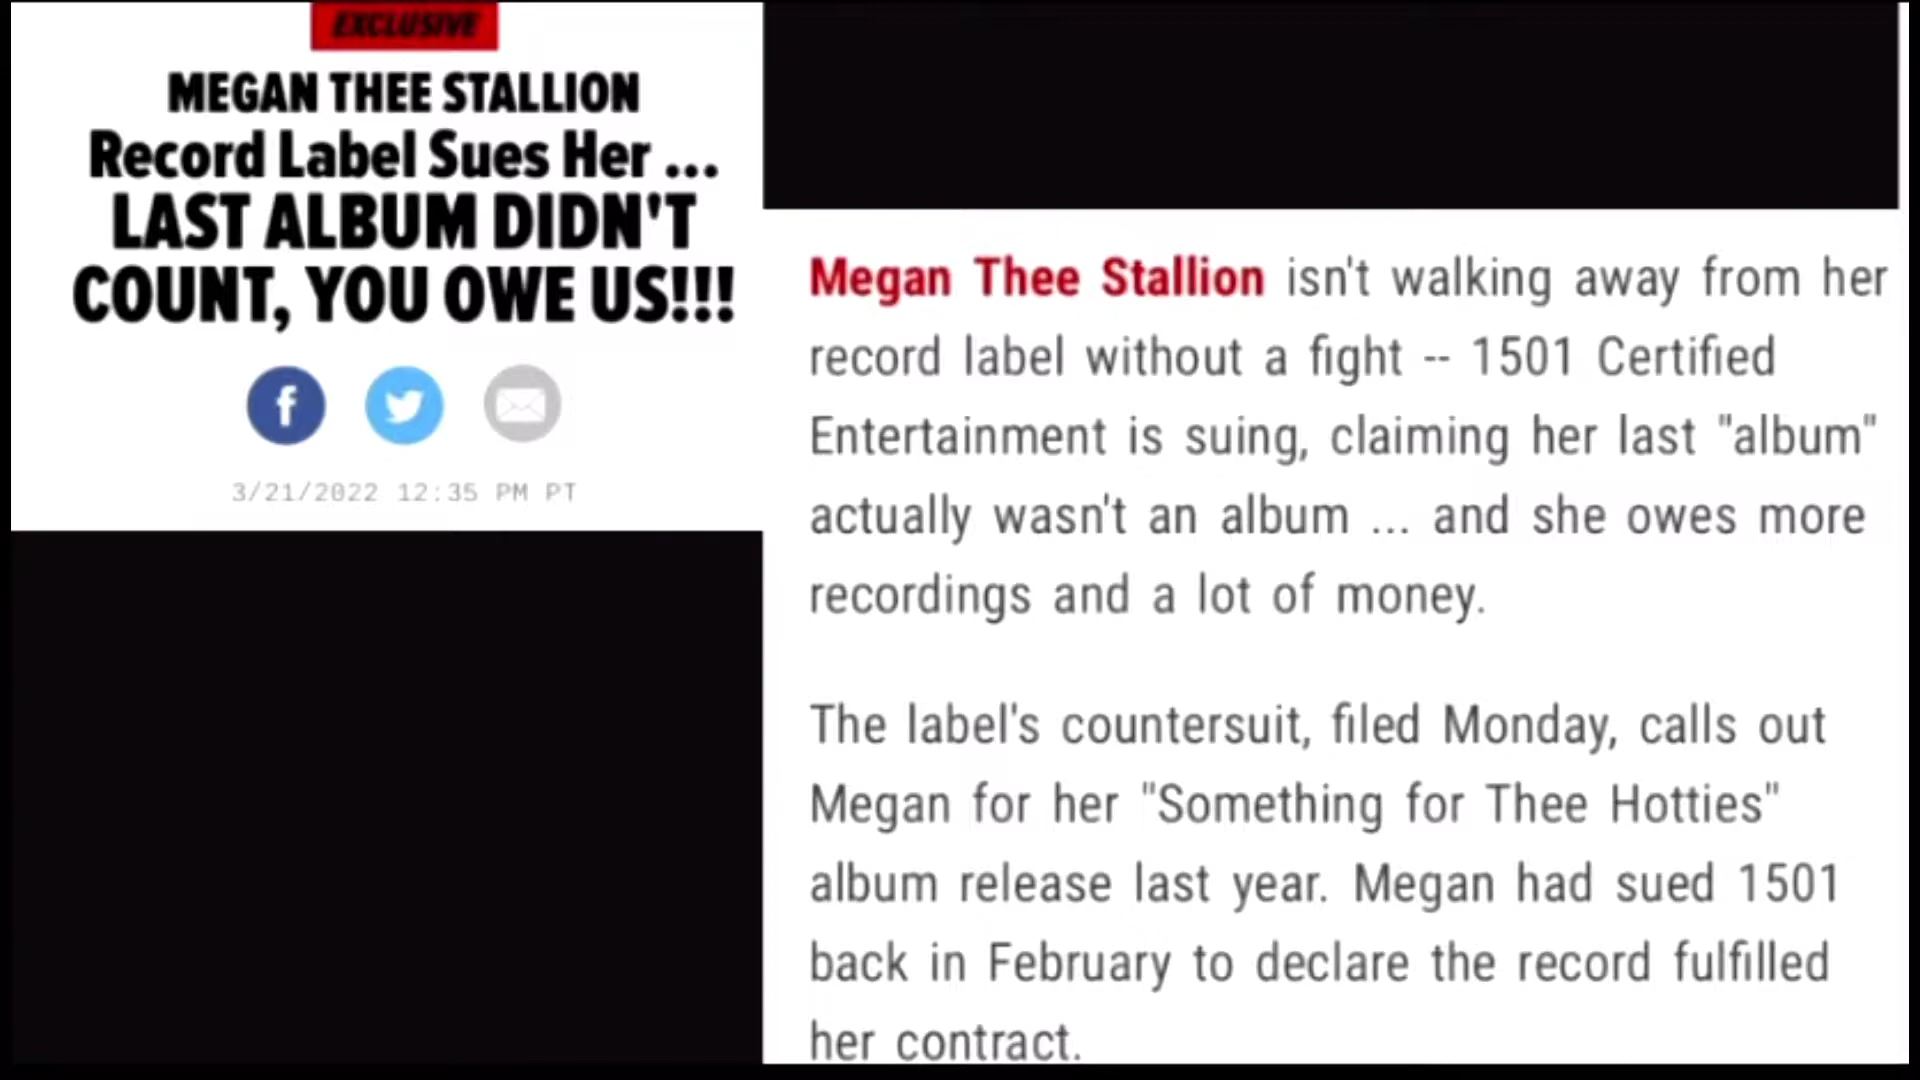 EXCLUSIVE
MEGAN THEE STALLION
Record Label Sues Her ...
LAST ALBUM DIDN'T
COUNT, YOU OWE US!!!
f
3/21/2022 12:35 PM PT
Megan Thee Stallion isn't walking away from her
record label without a fight -- 1501 Certified
Entertainment is suing, claiming her last "album"
actually wasn't an album ... and she owes more
recordings and a lot of money.
The label's countersuit, filed Monday, calls out
Megan for her "Something for Thee Hotties"
album release last year. Megan had sued 1501
back in February to declare the record fulfilled
her contract.